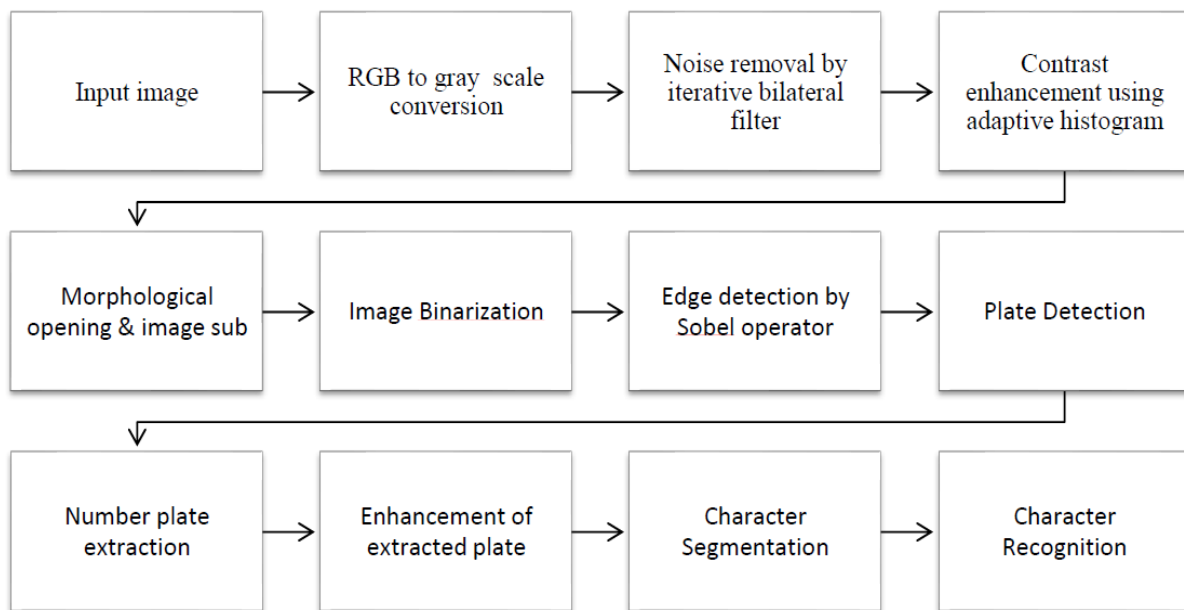 Input image
RGB to gray scale
conversion
Noise removal by
iterative bilateral
filter
Contrast
enhancement using
adaptive histogram
Morphological
opening & image sub
Image Binarization
Edge detection by
Sobel operator
Plate Detection
Number plate
extraction
Enhancement of
extracted plate
Character
Segmentation
Character
Recognition